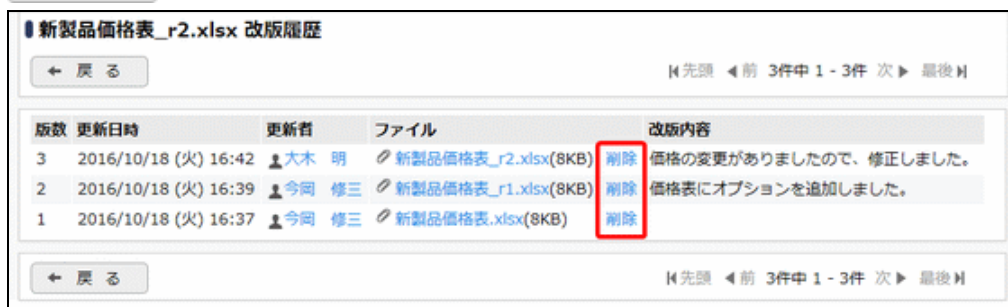 新製品価格表_r2.xlsx 改版履歴
← 戻 る
先頭 前 3件中 1 - 3件 次 最後
版数 更新日時 更新者 ファイル 改版内容
3 2016/10/18 (火) 16:42 大木 明 新製品価格表_r2.xlsx(8KB) 削除 価格の変更がありましたので、修正しました。
2 2016/10/18 (火) 16:39 今岡 修三 新製品価格表_r1.xlsx(8KB) 削除 価格表にオプションを追加しました。
1 2016/10/18 (火) 16:37 今岡 修三 新製品価格表.xlsx(8KB) 削除
← 戻 る
先頭 前 3件中 1 - 3件 次 最後